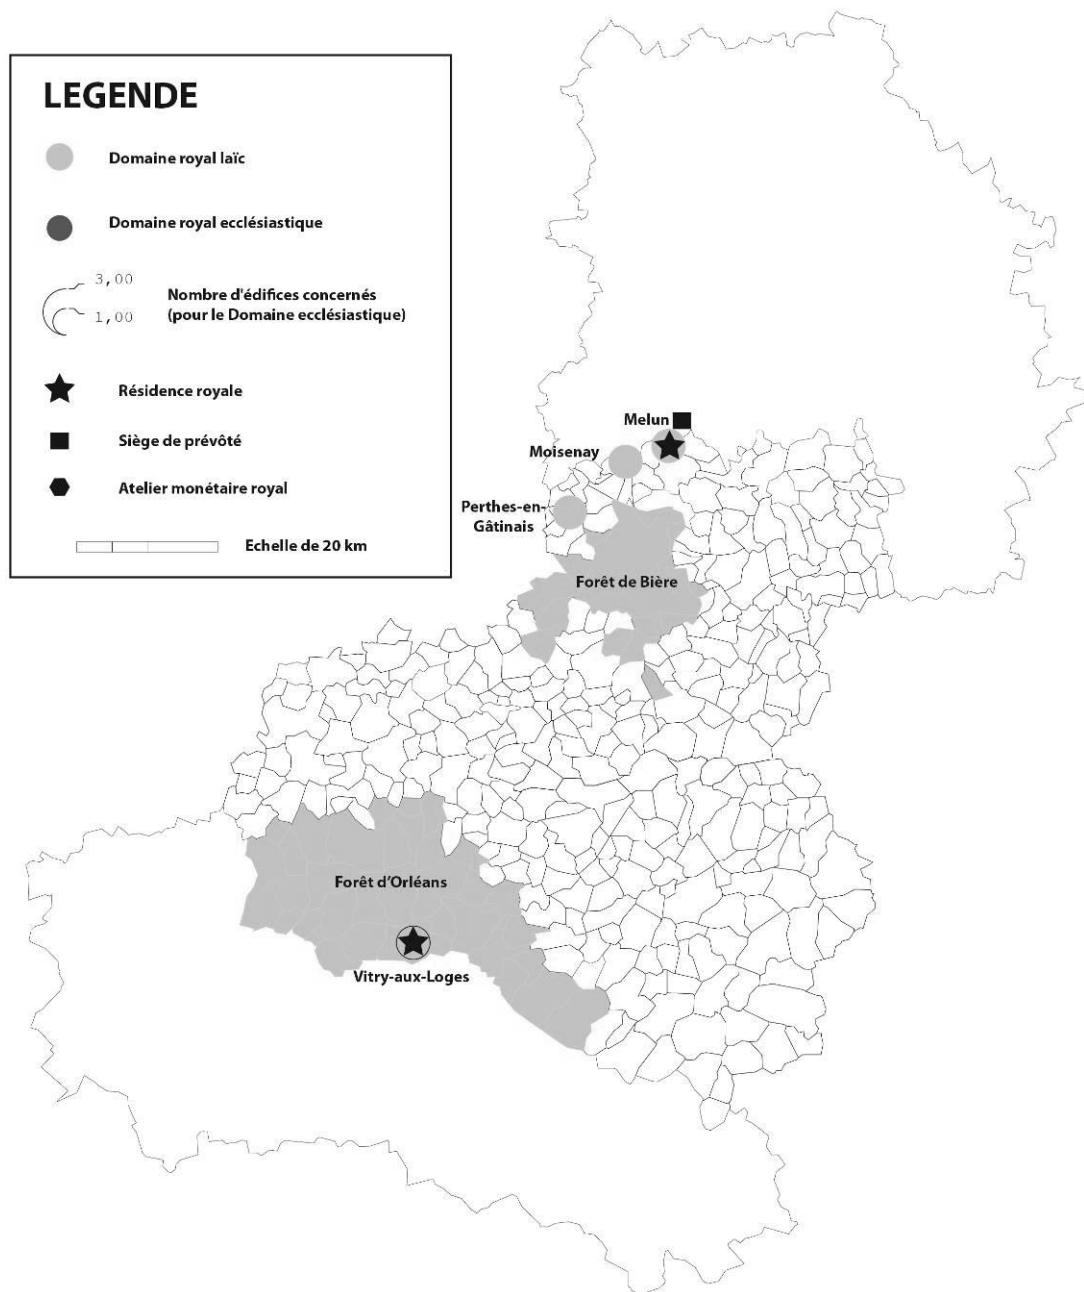 LEGENDE
Domaine royal laïc
Domaine royal ecclésiastique
3,00
1,00
Nombre d'édifices concernés
(pour le Domaine ecclésiastique)
Résidence royale
Siège de prévôté
Atelier monétaire royal
Echelle de 20 km
Melun
Moisenay
Perthes-en-
Gâtinais
Forêt de Bière
Forêt d'Orléans
Vitry-aux-Loges